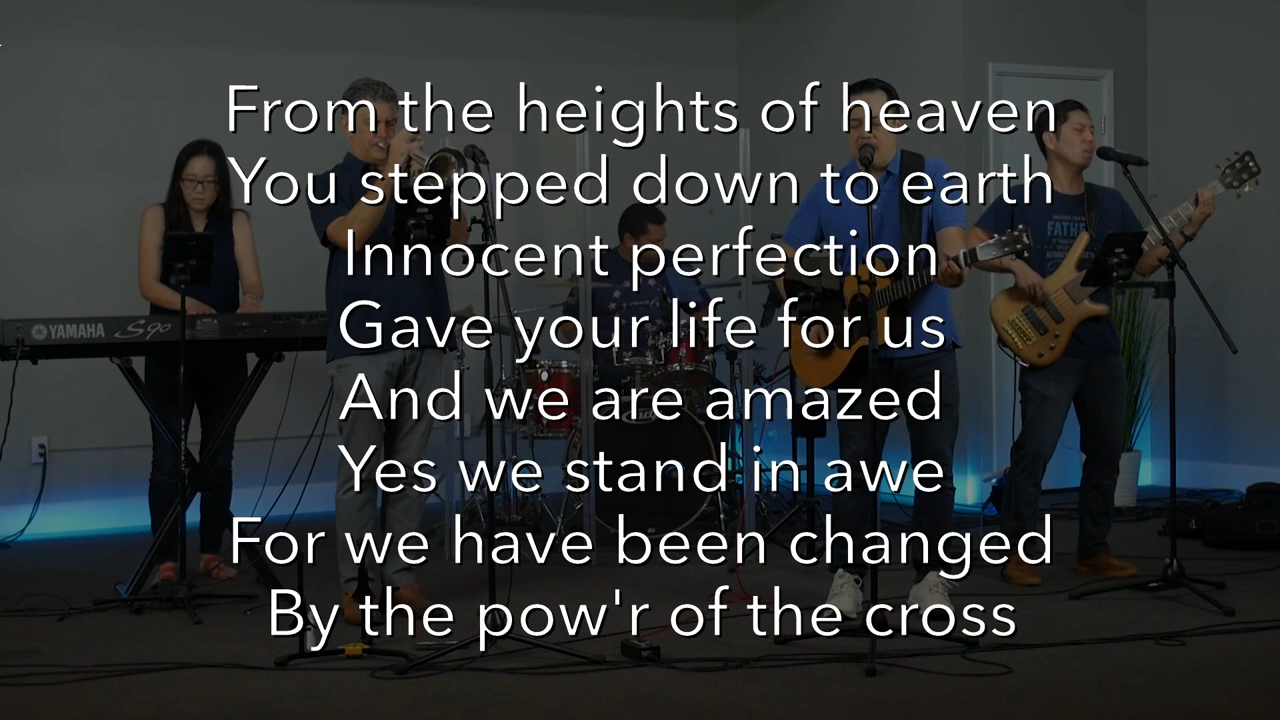 From the heights of heaven
You stepped down to earth
Innocent perfection
Gave your life for us
And we are amazed
Yes we stand in awe
For we have been changed
By the pow'r of the cross
YAMAHA S90
FATHE